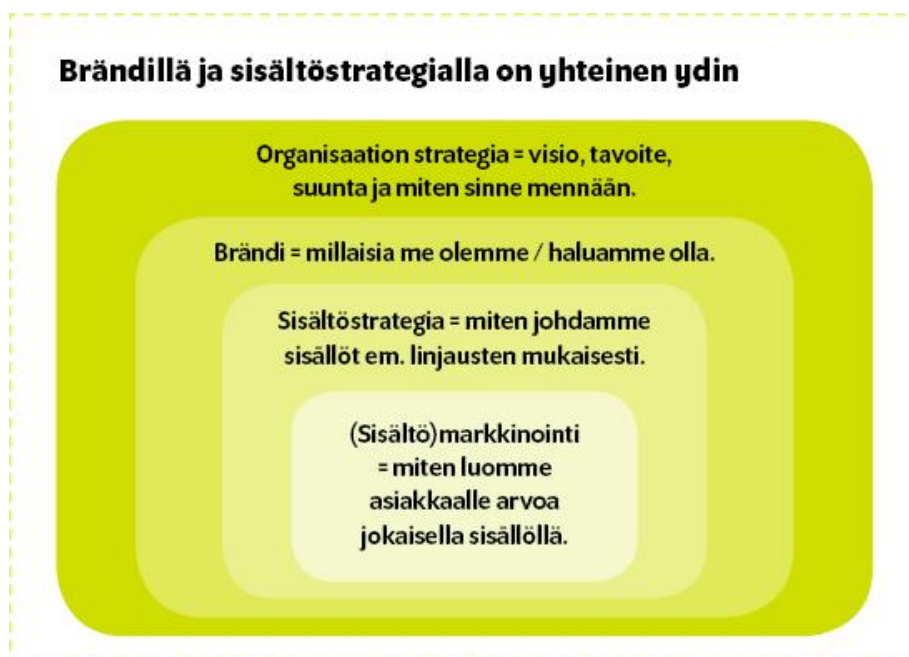 Brändillä ja sisältöstrategialla on yhteinen ydin
Organisaation strategia = visio, tavoite,
suunta ja miten sinne mennään.
Brändi = millaisia me olemme / haluamme olla.
Sisältöstrategia = miten johdamme
sisällöt em. linjausten mukaisesti.
(Sisältö)markkinointi
= miten luomme
asiakkaalle arvoa
jokaisella sisällöllä.